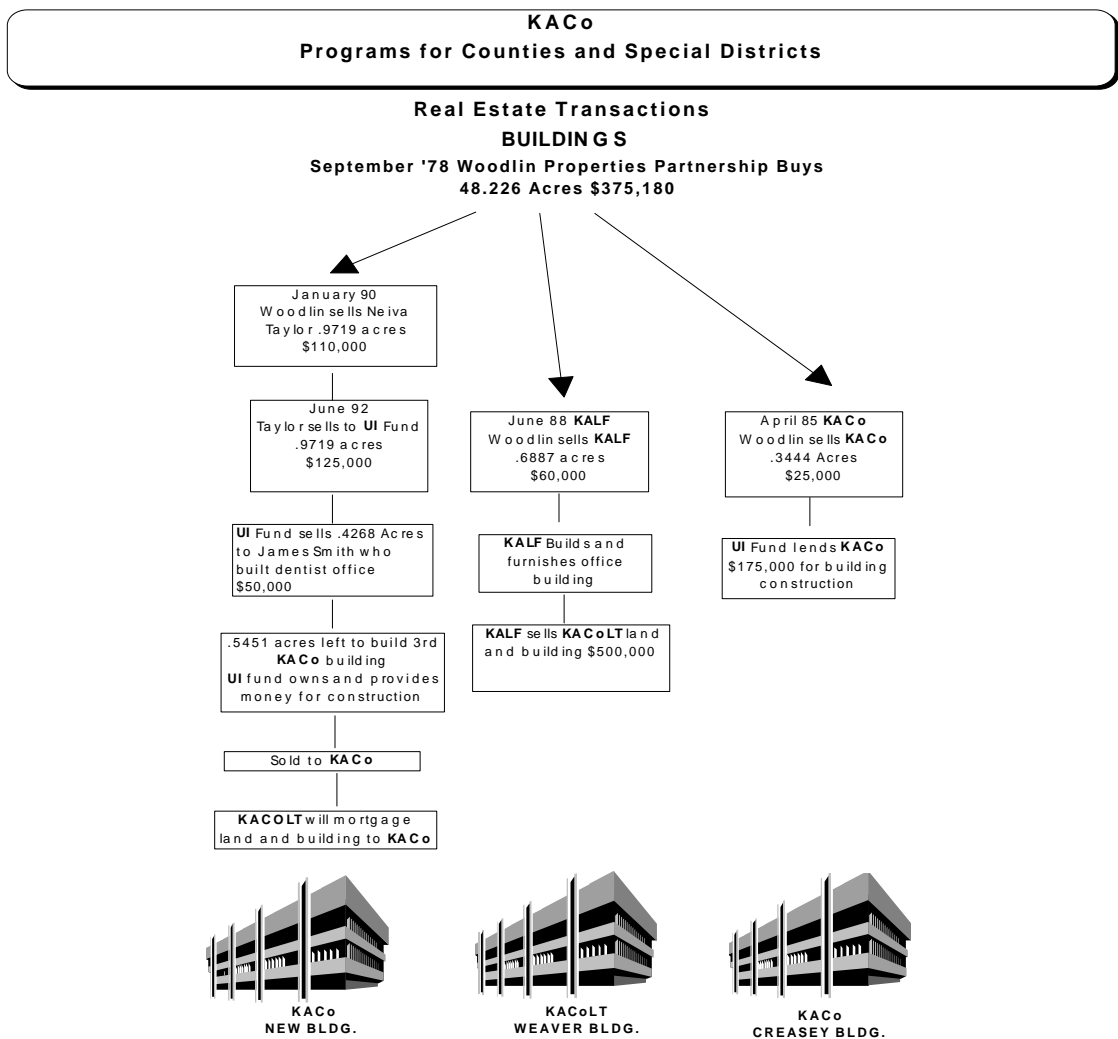 KACo
Programs for Counties and Special Districts
Real Estate Transactions
BUILDINGS
September '78 Woodlin Properties Partnership Buys
48.226 Acres $375,180
January 90
Woodlin sells Neiva
Taylor .9719 acres
$110,000
June 92
Taylor sells to UI Fund
.9719 acres
$125,000
UI Fund sells .4268 Acres
to James Smith who
built dentist office
$50,000
.5451 acres left to build 3rd
KACo building
UI fund owns and provides
money for construction
Sold to KACo
KACOLT will mortgage
land and building to KACo
June 88 KALF
Woodlin sells KALF
.6887 acres
$60,000
KALF Builds and
furnishes office
building
KALF sells KACoLT land
and building $500,000
April 85 KACo
Woodlin sells KACo
.3444 Acres
$25,000
UI Fund lends KACo
$175,000 for building
construction
KACo
NEW BLDG.
KACoLT
WEAVER BLDG.
KACo
CREASEY BLDG.